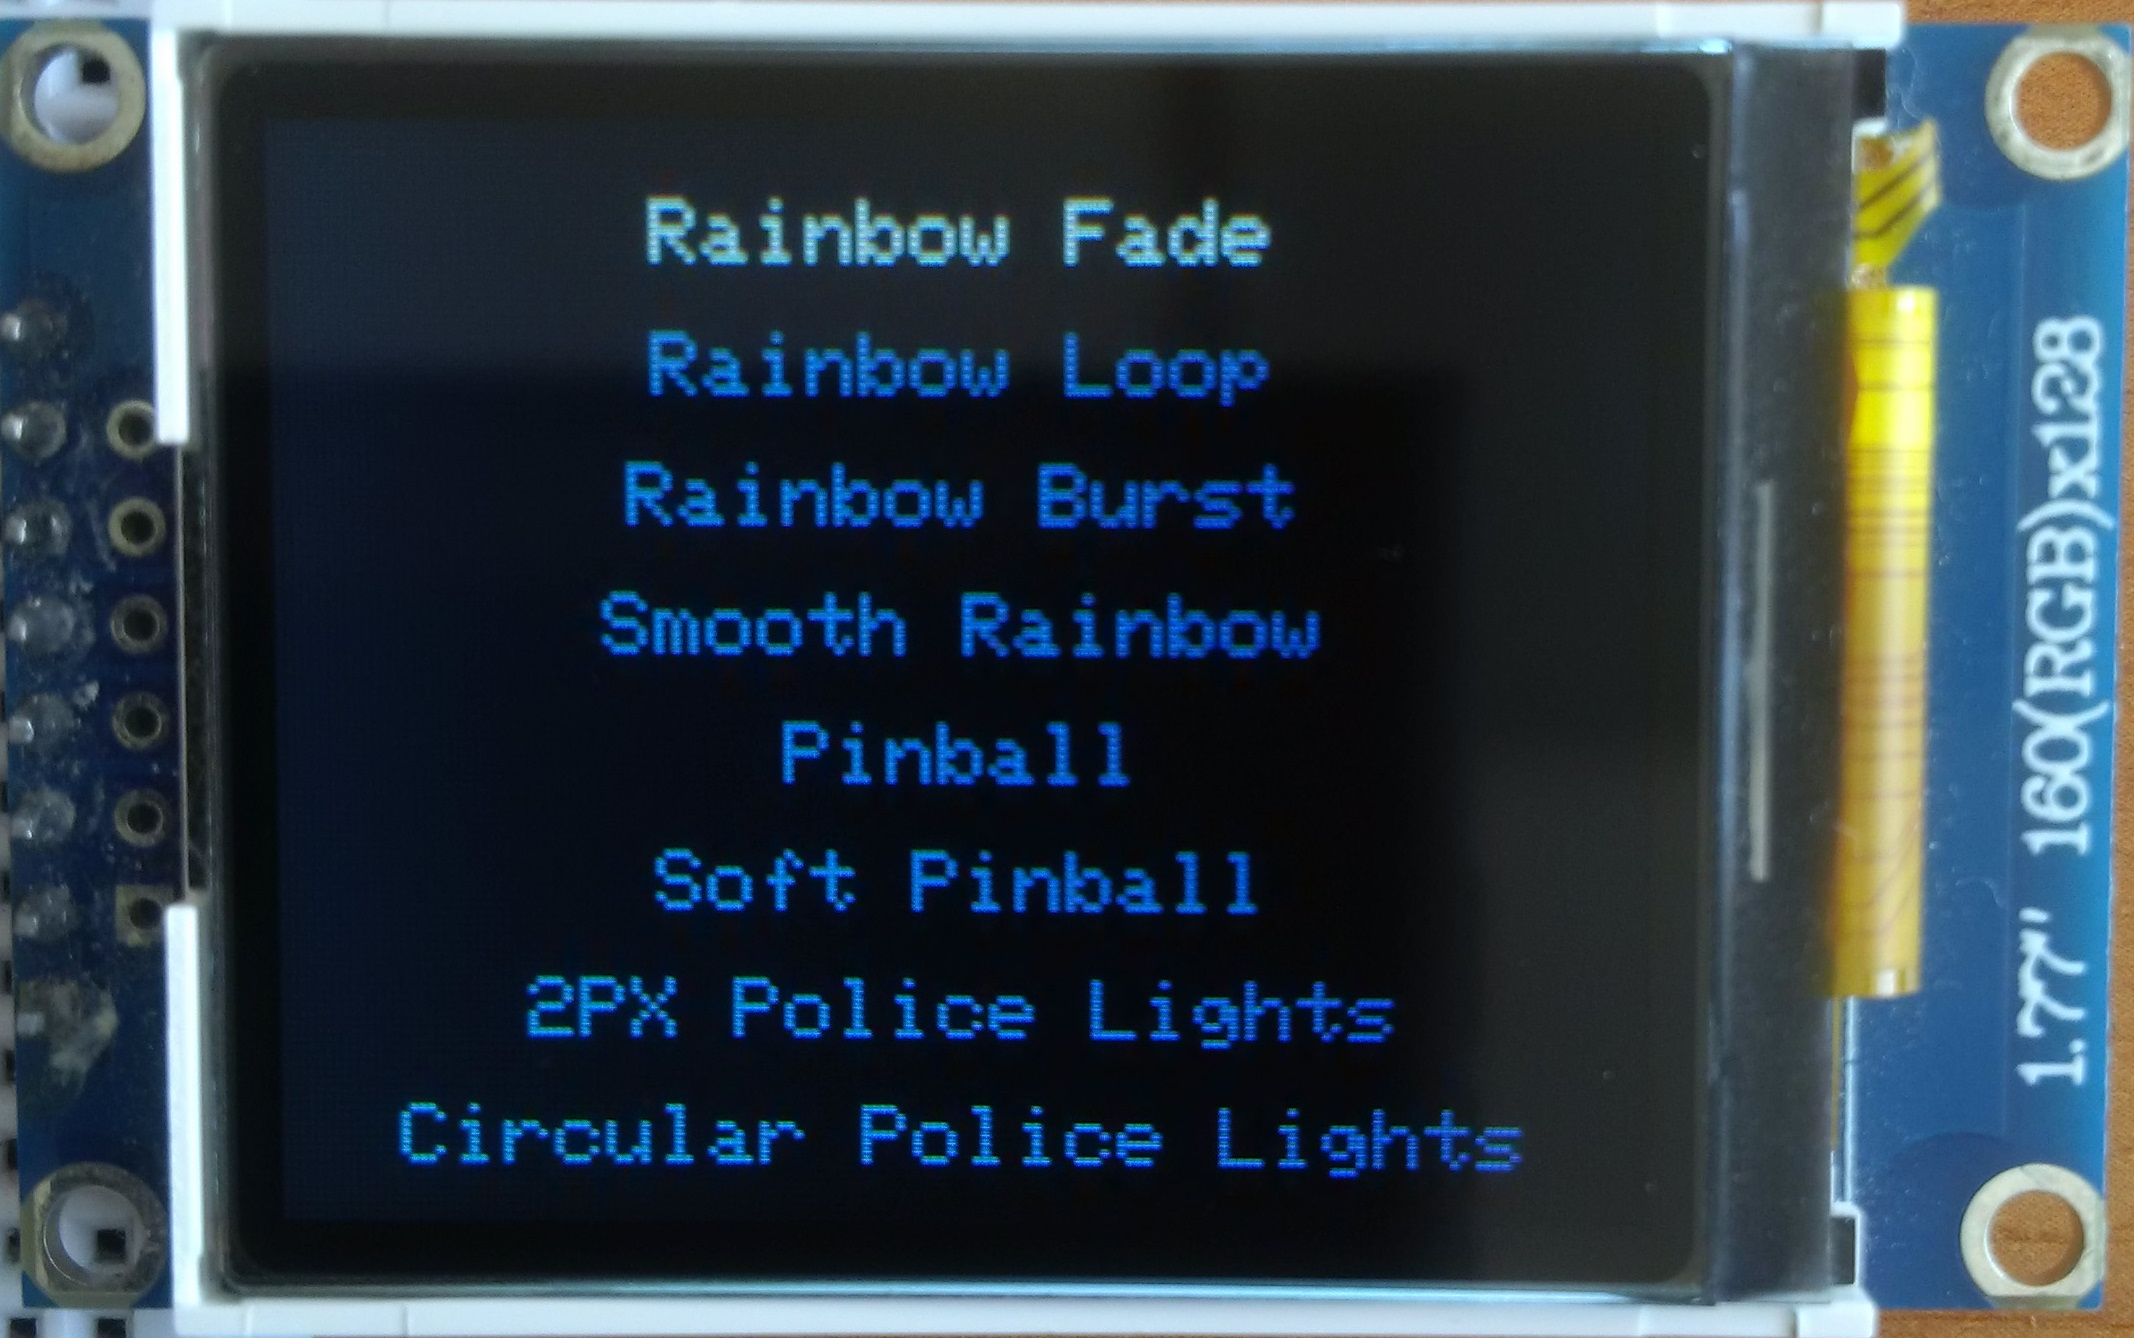 Rainbow Fade
Rainbow Loop
Rainbow Burst
Smooth Rainbow
Pinball
Soft Pinball
2PX Police Lights
Circular Police Lights
1.77" 160(RGB)x128